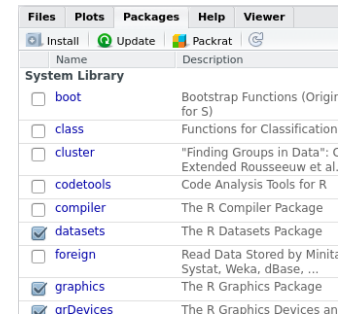 Files Plots Packages Help Viewer
Install Update Packrat
Name Description
System Library
boot Bootstrap Functions (Origin
for S)
class Functions for Classification
cluster "Finding Groups in Data":
Extended Rousseeuw et al.
codetools Code Analysis Tools for R
compiler The R Compiler Package
datasets The R Datasets Package
foreign Read Data Stored by Minita
Systat, Weka, dBase, ...
graphics The R Graphics Package
grDevices The R Graphics Devices an